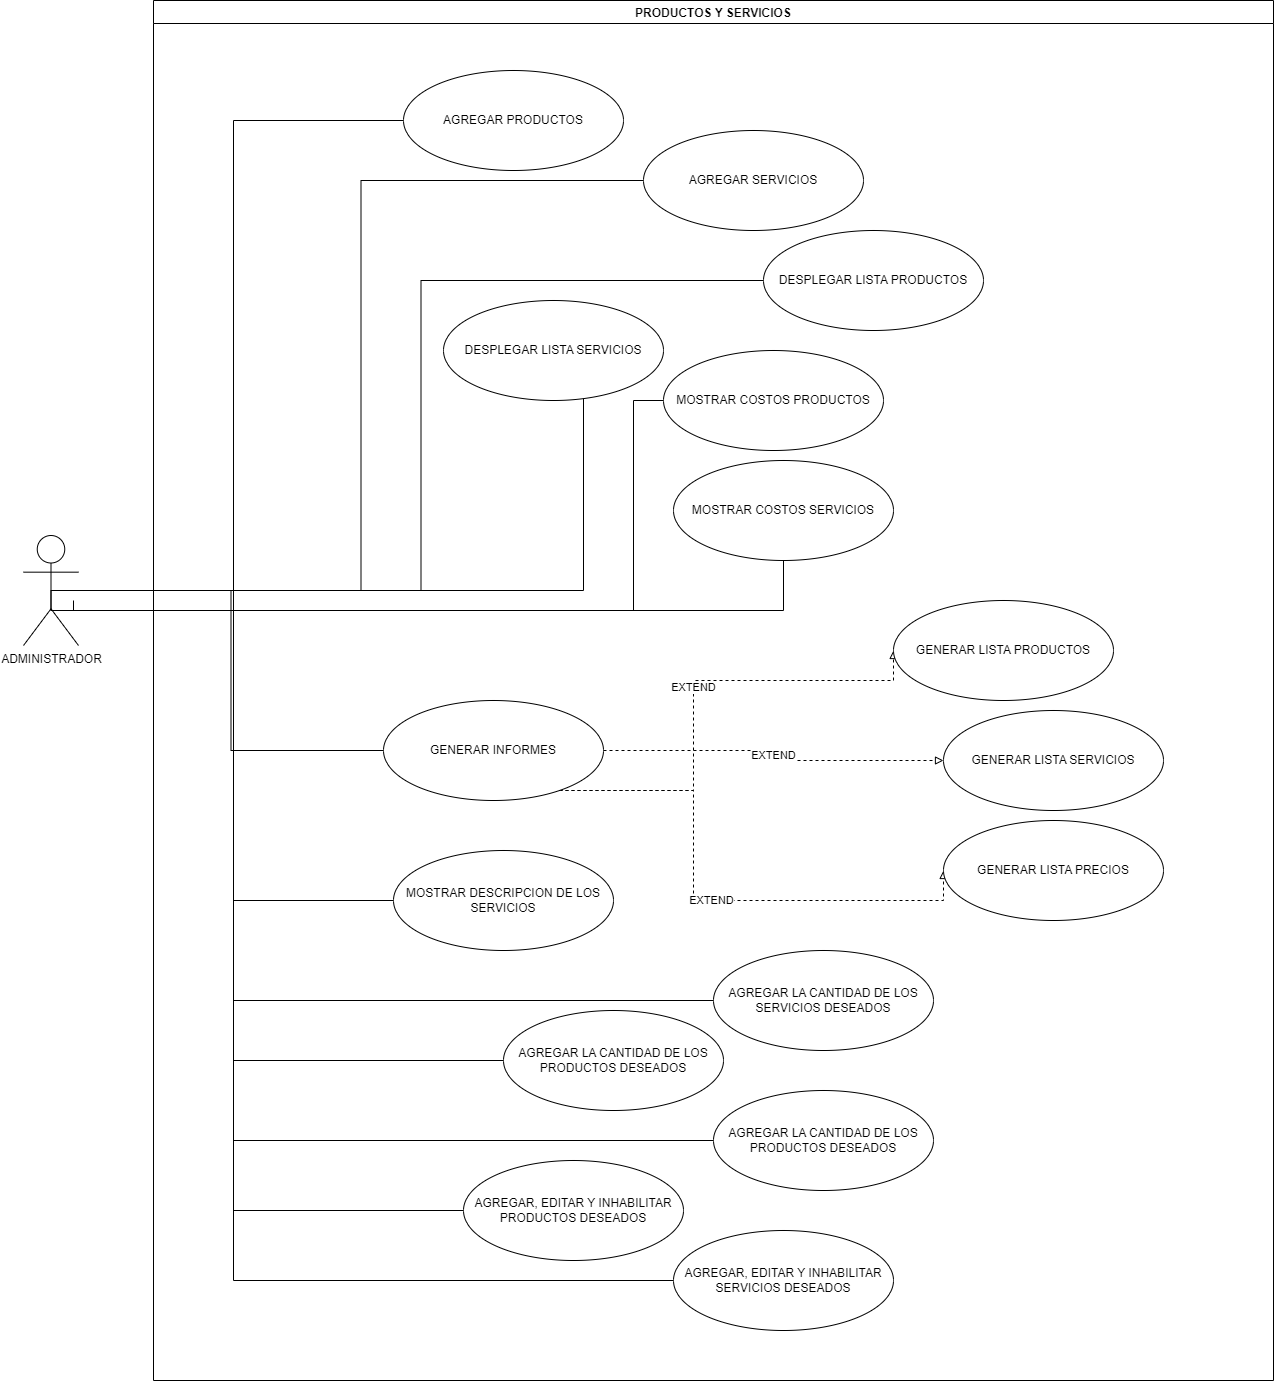 PRODUCTOS Y SERVICIOS
AGREGAR PRODUCTOS
AGREGAR SERVICIOS
DESPLEGAR LISTA PRODUCTOS
DESPLEGAR LISTA SERVICIOS
MOSTRAR COSTOS PRODUCTOS
MOSTRAR COSTOS SERVICIOS
ADMINISTRADOR
GENERAR LISTA PRODUCTOS
EXTEND
GENERAR INFORMES
EXTEND
GENERAR LISTA SERVICIOS
GENERAR LISTA PRECIOS
EXTEND
MOSTRAR DESCRIPCION DE LOS
SERVICIOS
AGREGAR LA CANTIDAD DE LOS
SERVICIOS DESEADOS
AGREGAR LA CANTIDAD DE LOS
PRODUCTOS DESEADOS
AGREGAR LA CANTIDAD DE LOS
PRODUCTOS DESEADOS
AGREGAR, EDITAR Y INHABILITAR
PRODUCTOS DESEADOS
AGREGAR, EDITAR Y INHABILITAR
SERVICIOS DESEADOS